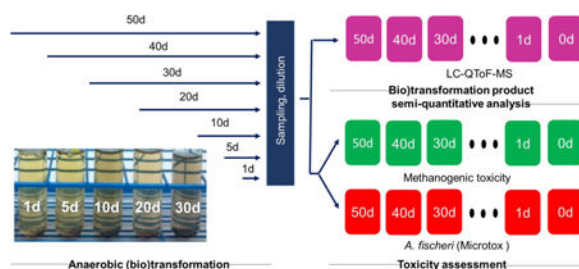 50d
40d
30d
20d
10d
5d
1d
Sampling, dilution
1d 5d 10d 20d 30d
Anaerobic (bio)transformation
50d 40d 30d ••• 1d 0d
LC-QToF-MS
Bio)transformation product
semi-quantitative analysis
50d 40d 30d ••• 1d 0d
Methanogenic toxicity
50d 40d 30d ••• 1d 0d
A. fischeri (Microtox )
Toxicity assessment